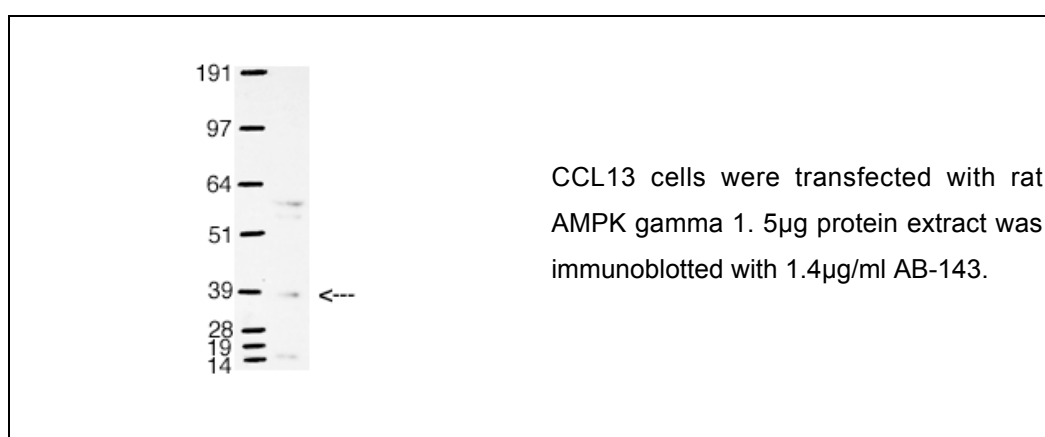 191
97
64
51
39 <---
28
19
14
CCL13 cells were transfected with rat
AMPK gamma 1. 5µg protein extract was
immunoblotted with 1.4µg/ml AB-143.